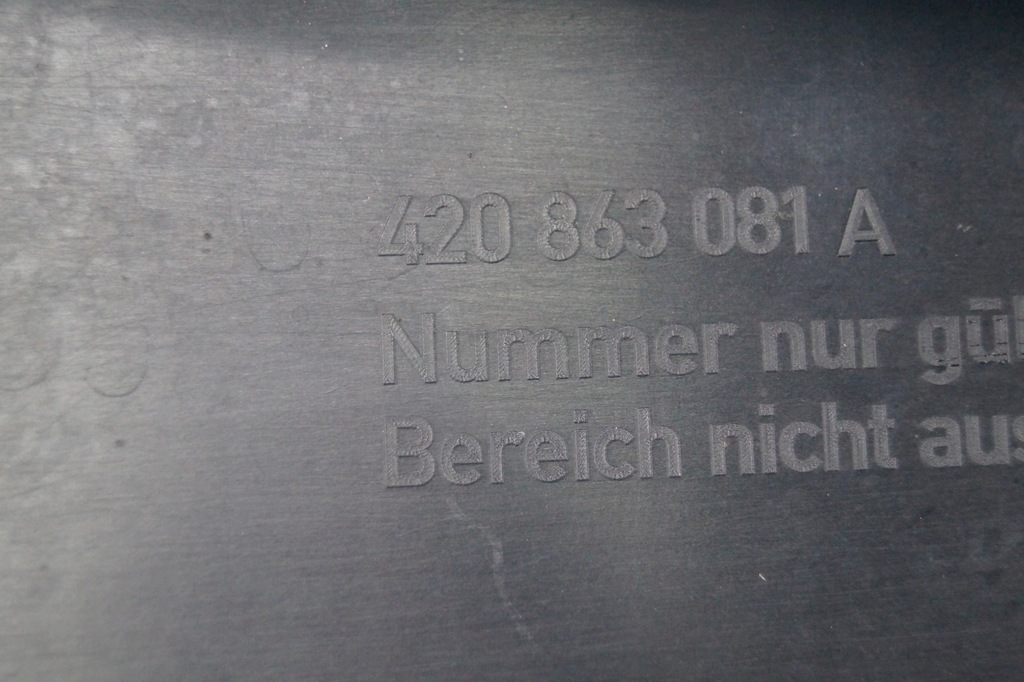 420 863 081 A
Nummer nur
Bereich nicht